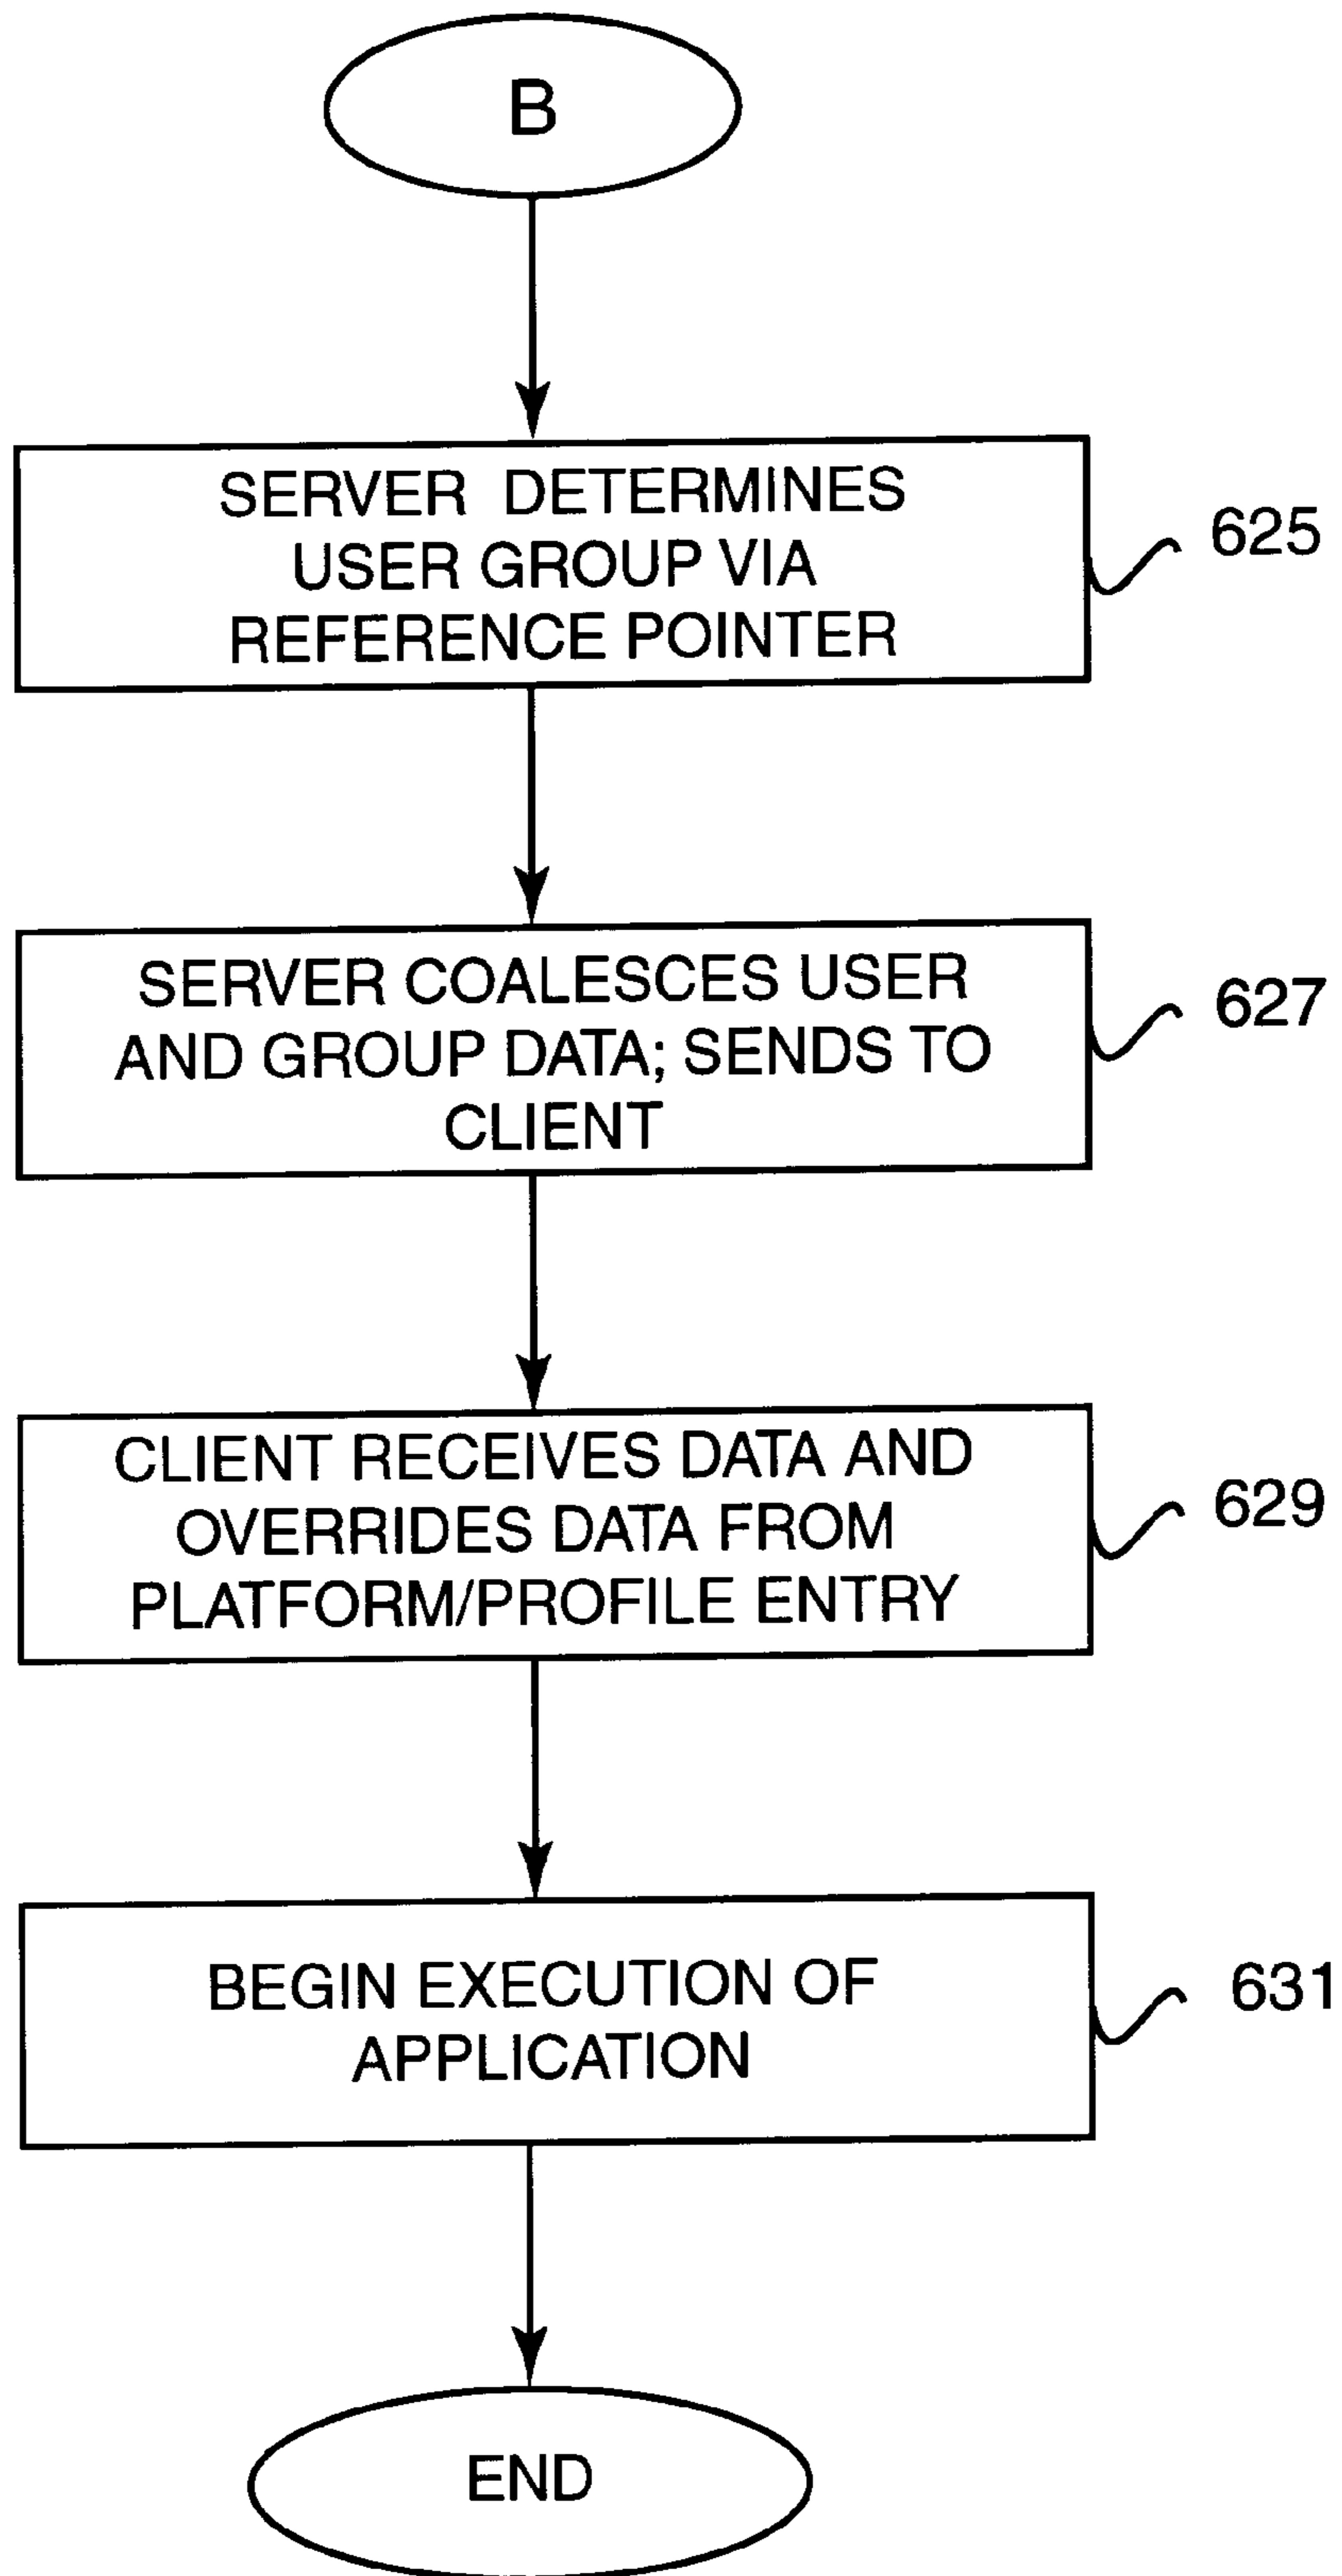 B
SERVER DETERMINES
USER GROUP VIA
REFERENCE POINTER
625
SERVER COALESCES USER
AND GROUP DATA; SENDS TO
CLIENT
627
CLIENT RECEIVES DATA AND
OVERRIDES DATA FROM
PLATFORM/PROFILE ENTRY
629
BEGIN EXECUTION OF
APPLICATION
631
END